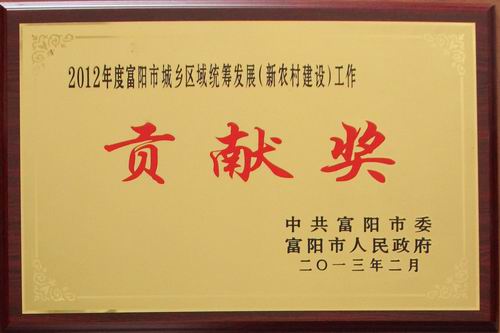 2012年度富阳市城乡区域统筹发展(新农村建设)工作
贡献奖
中共富阳市委
富阳市人民政府
二〇一三年二月